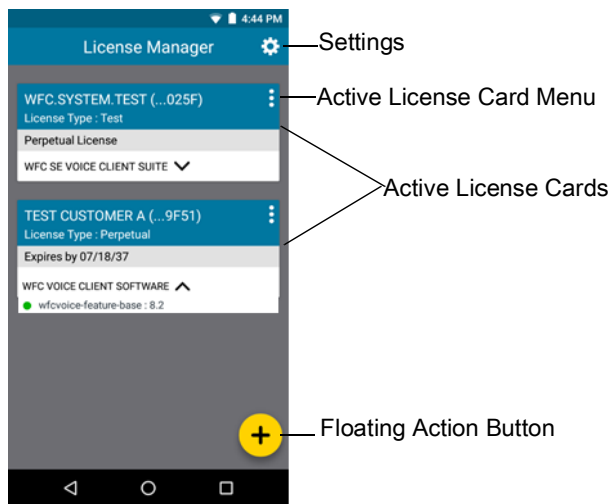 4:44 PM
License Manager
Settings
WFC.SYSTEM.TEST (...025F)
License Type : Test
Active License Card Menu
Perpetual License
WFC SE VOICE CLIENT SUITE
Active License Cards
TEST CUSTOMER A (...9F51)
License Type : Perpetual
Expires by 07/18/37
WFC VOICE CLIENT SOFTWARE
wfcvoice-feature-base : 8.2
Floating Action Button